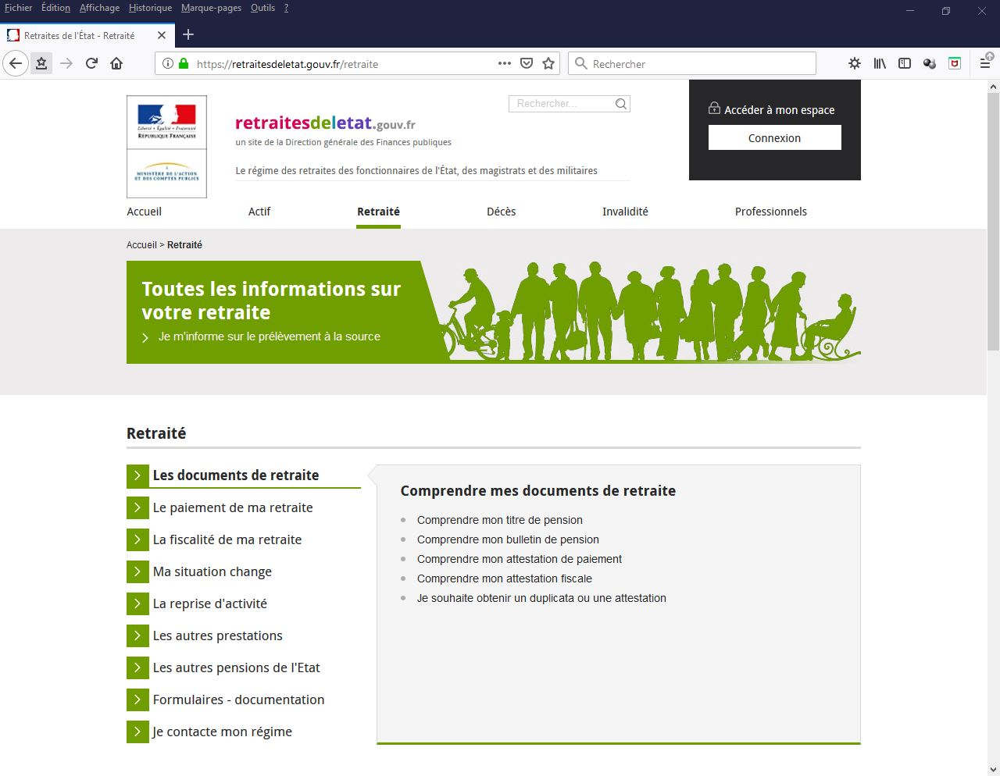 Fichier Édition Affichage Historique Marque-pages Outils ?
Retraites de l'État - Retraité
https://retraitesdeletat.gouv.fr/retraite
Rechercher
Liberté • Égalité • Fraternité
RÉPUBLIQUE FRANÇAISE
MINISTÈRE DE L'ACTION
ET DES COMPTES PUBLICS
Rechercher...
retraitesdeletat.gouv.fr
un site de la Direction générale des Finances publiques
Le régime des retraites des fonctionnaires de l'État, des magistrats et des militaires
Accéder à mon espace
Connexion
Accueil Actif Retraité Décès Invalidité Professionnels
Accueil > Retraité
Toutes les informations sur
votre retraite
Je m'informe sur le prélèvement à la source
Retraité
Les documents de retraite
Le paiement de ma retraite
La fiscalité de ma retraite
Ma situation change
La reprise d'activité
Les autres prestations
Les autres pensions de l'Etat
Formulaires - documentation
Je contacte mon régime
Comprendre mes documents de retraite
Comprendre mon titre de pension
Comprendre mon bulletin de pension
Comprendre mon attestation de paiement
Comprendre mon attestation fiscale
Je souhaite obtenir un duplicata ou une attestation